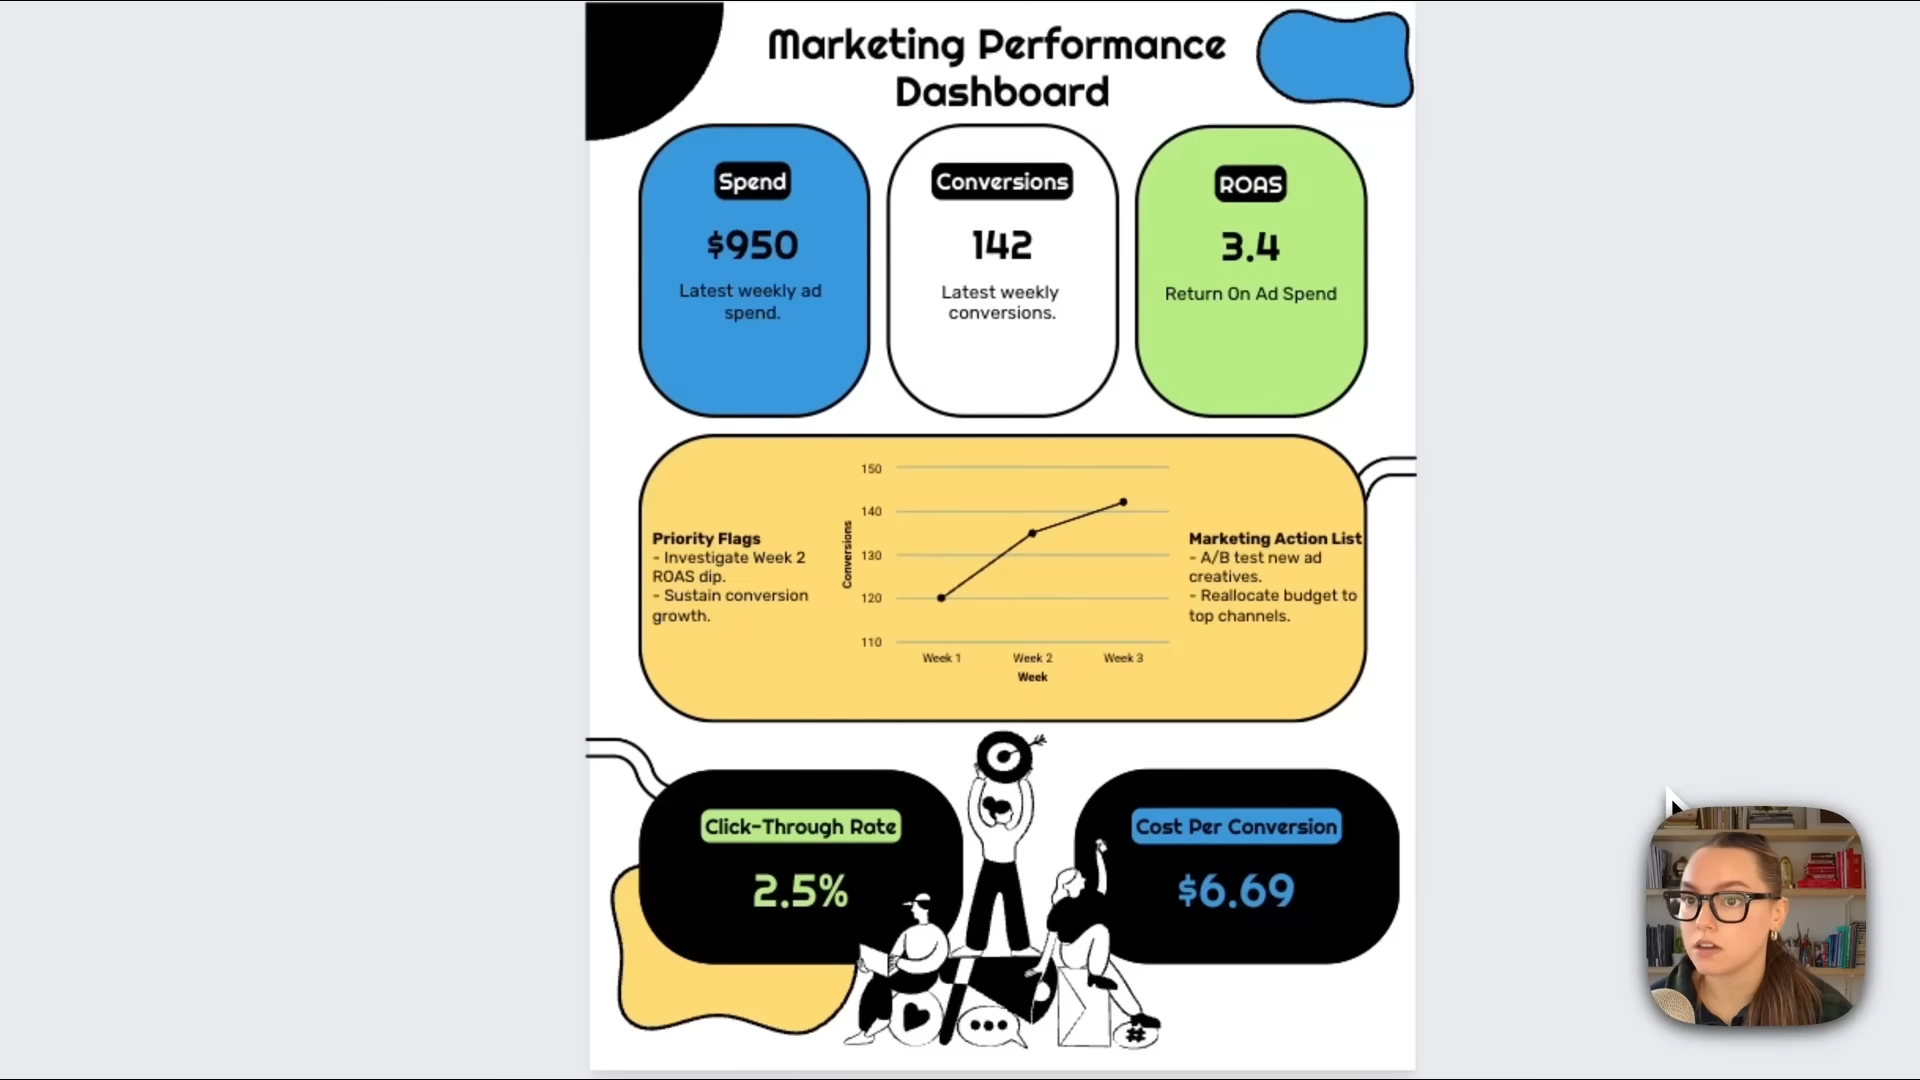 Marketing Performance
Dashboard
Spend
$950
Latest weekly ad
spend.
Conversions
142
Latest weekly
conversions.
ROAS
3.4
Return On Ad Spend
Priority Flags
- Investigate Week 2
ROAS dip.
- Sustain conversion
growth.
Conversions
150
140
130
120
110
Week 1
Week 2
Week 3
Week
Marketing Action List
- A/B test new ad
creatives.
- Reallocate budget to
top channels.
Click-Through Rate
2.5%
Cost Per Conversion
$6.69
#